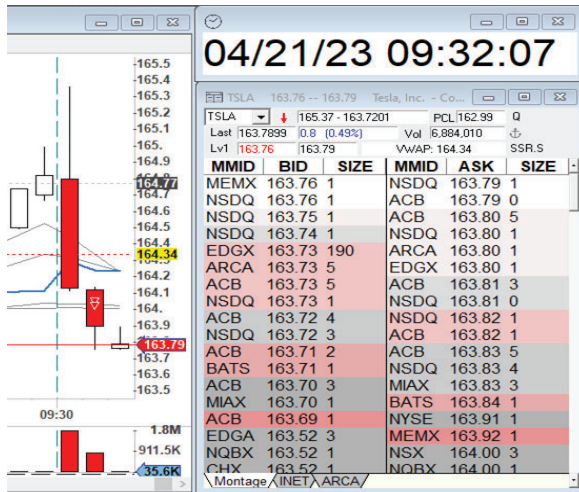 04/21/23 09:32:07
TSLA 163.76 -- 163.79 Tesla, Inc. - Co...
TSLA 165.37 - 163.7201 PCL 162.99 Q
Last 163.7899 0.8 (0.49%) Vol 6,884,010
Lv1 163.76 163.79 VWAP: 164.34 SSR.S
MMID BID SIZE MMID ASK SIZE
MEMX 163.76 1 NSDQ 163.79 1
NSDQ 163.76 1 ACB 163.79 0
NSDQ 163.75 1 ACB 163.80 5
NSDQ 163.74 1 NSDQ 163.80 1
EDGX 163.73 190 ARCA 163.80 1
ARCA 163.73 5 EDGX 163.80 1
ACB 163.73 5 ACB 163.81 3
NSDQ 163.73 1 NSDQ 163.81 0
ACB 163.72 4 NSDQ 163.82 1
NSDQ 163.72 3 ACB 163.82 1
ACB 163.71 2 ACB 163.83 5
BATS 163.71 1 NSDQ 163.83 4
ACB 163.70 3 MIAX 163.83 3
MIAX 163.70 1 BATS 163.84 1
ACB 163.69 1 NYSE 163.91 1
EDGA 163.52 3 MEMX 163.92 1
NQBX 163.52 1 NSX 164.00 3
CHX 163.52 1 NQBX 164.00 1
Montage INET ARCA
165.5
165.4
165.3
165.2
165.1
165.
164.9
164.77
164.7
164.6
164.5
164.4
164.34
164.2
164.1
164.
163.9
163.79
163.7
163.6
163.5
09:30
1.8M
911.5K
35.6K